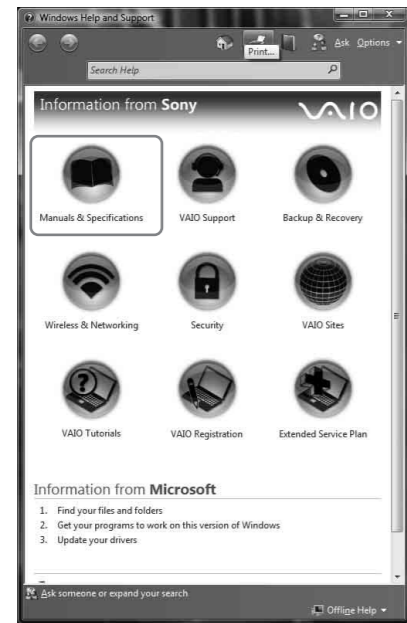 Windows Help and Support
Ask Options
Print...
Search Help
Information from Sony
VAIO
Manuals & Specifications
VAIO Support
Backup & Recovery
Wireless & Networking
Security
VAIO Sites
VAIO Tutorials
VAIO Registration
Extended Service Plan
Information from Microsoft
1. Find your files and folders
2. Get your programs to work on this version of Windows
3. Update your drivers
Ask someone or expand your search
Offline Help